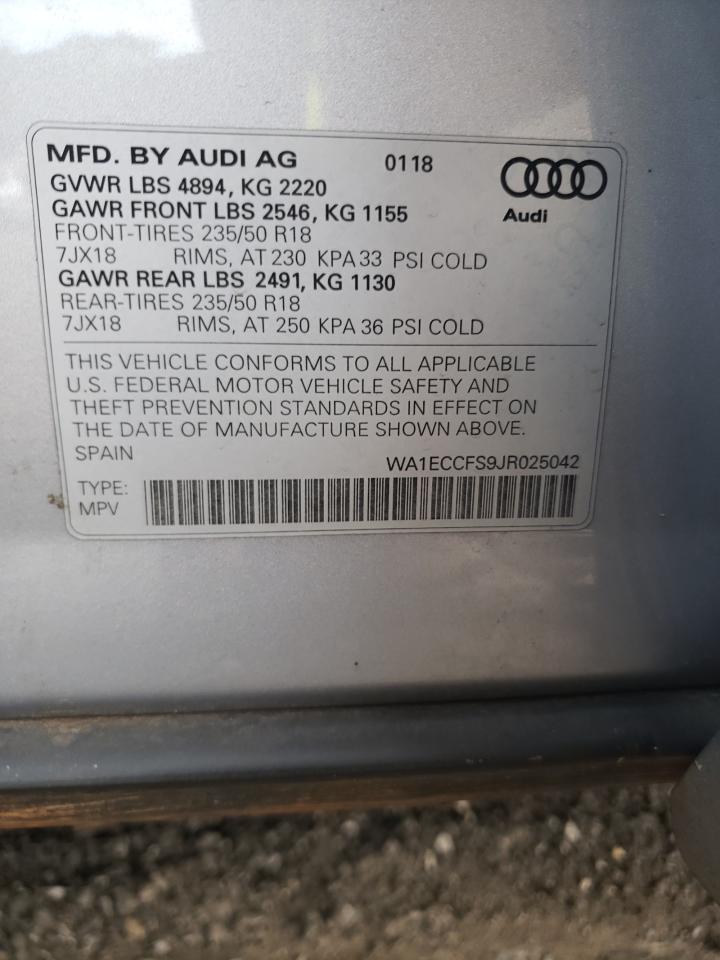 MFD. BY AUDI AG 0118
GVWR LBS 4894, KG 2220
GAWR FRONT LBS 2546, KG 1155
Audi
FRONT-TIRES 235/50 R18
7JX18 RIMS, AT 230 KPA 33 PSI COLD
GAWR REAR LBS 2491, KG 1130
REAR-TIRES 235/50 R18
7JX18 RIMS, AT 250 KPA 36 PSI COLD
THIS VEHICLE CONFORMS TO ALL APPLICABLE
U.S. FEDERAL MOTOR VEHICLE SAFETY AND
THEFT PREVENTION STANDARDS IN EFFECT ON
THE DATE OF MANUFACTURE SHOWN ABOVE.
SPAIN WA1ECCFS9JR025042
TYPE:
MPV